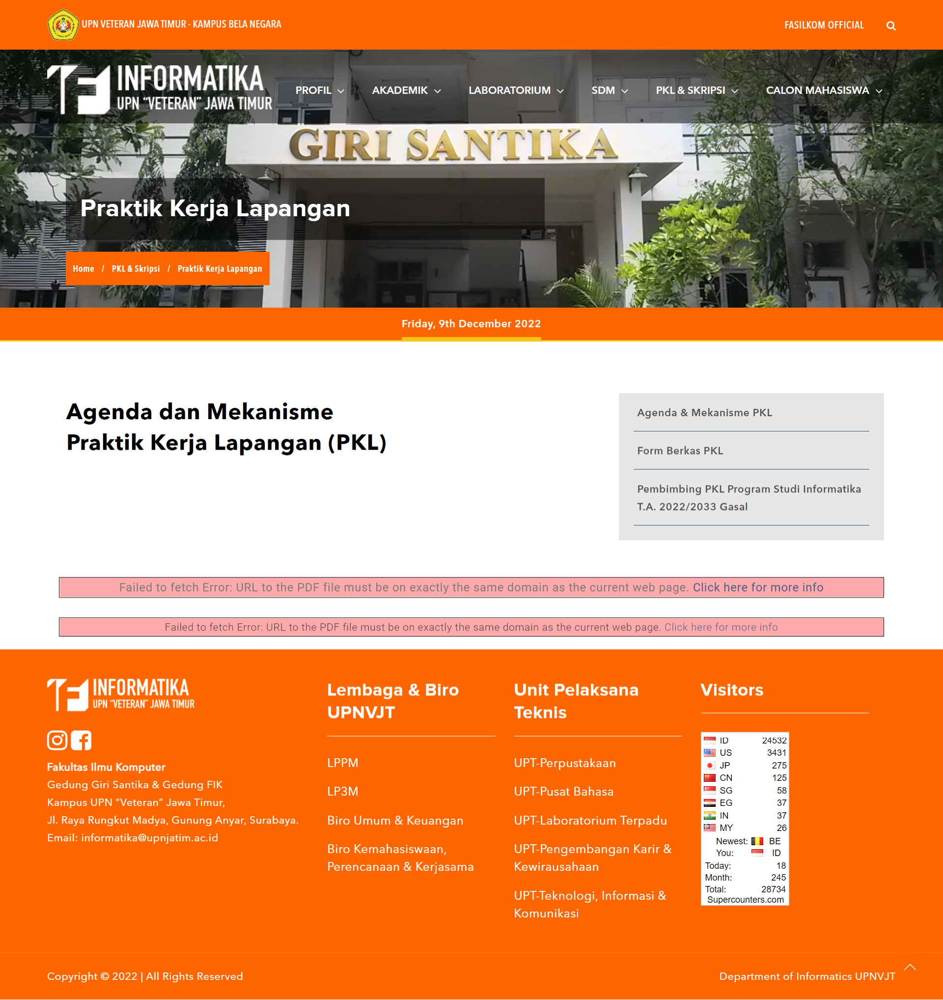 UPN VETERAN JAWA TIMUR - KAMPUS BELA NEGARA
FASILKOM OFFICIAL
INFORMATIKA
UPN “VETERAN” JAWA TIMUR
PROFIL
AKADEMIK
LABORATORIUM
SDM
PKL & SKRIPSI
CALON MAHASISWA
GIRI SANTIKA
Praktik Kerja Lapangan
Home / PKL & Skripsi / Praktik Kerja Lapangan
Friday, 9th December 2022
Agenda dan Mekanisme
Praktik Kerja Lapangan (PKL)
Agenda & Mekanisme PKL
Form Berkas PKL
Pembimbing PKL Program Studi Informatika
T.A. 2022/2033 Gasal
Failed to fetch Error: URL to the PDF file must be on exactly the same domain as the current web page. Click here for more info
Failed to fetch Error: URL to the PDF file must be on exactly the same domain as the current web page. Click here for more info
INFORMATIKA
UPN “VETERAN” JAWA TIMUR
Fakultas Ilmu Komputer
Gedung Giri Santika & Gedung FIK
Kampus UPN “Veteran” Jawa Timur,
Jl. Raya Rungkut Madya, Gunung Anyar, Surabaya.
Email: informatika@upnjatim.ac.id
Lembaga & Biro
UPNVJT
LPPM
LP3M
Biro Umum & Keuangan
Biro Kemahasiswaan,
Perencanaan & Kerjasama
Unit Pelaksana
Teknis
UPT-Perpustakaan
UPT-Pusat Bahasa
UPT-Laboratorium Terpadu
UPT-Pengembangan Karir &
Kewirausahaan
UPT-Teknologi, Informasi &
Komunikasi
Visitors
ID 24532
US 3431
JP 275
CN 125
SG 58
EG 37
IN 37
MY 26
Newest: BE
You: ID
Today: 18
Month: 245
Total: 28734
Supercounters.com
Copyright © 2022 | All Rights Reserved
Department of Informatics UPNVJT